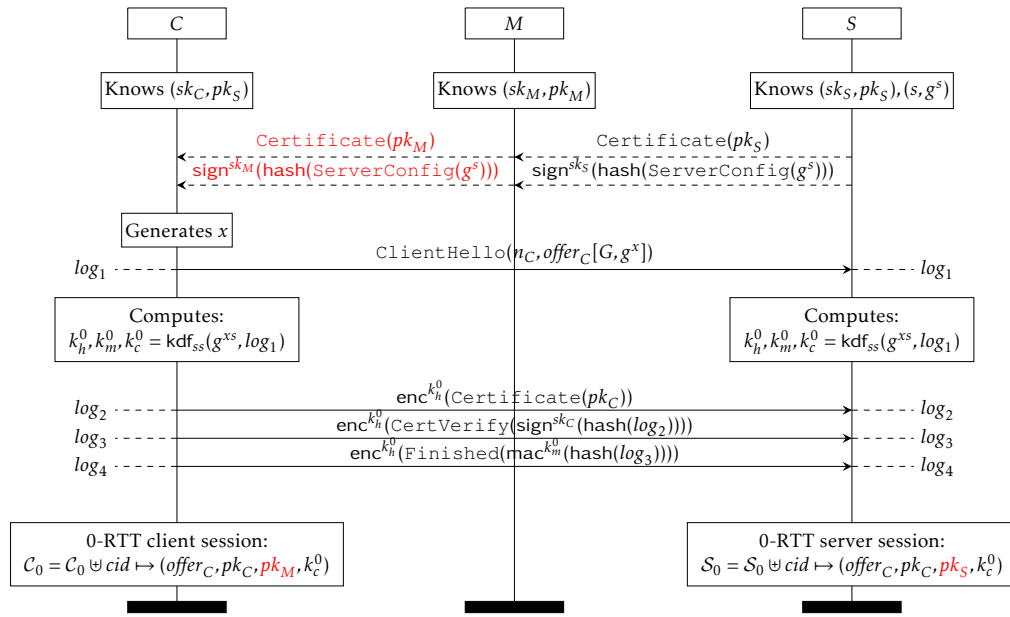 C M S
Knows (sk_C, pk_S) Knows (sk_M, pk_M) Knows (sk_S, pk_S), (s, g^s)
Certificate(pk_M) Certificate(pk_S)
sign^{sk_M}(hash(ServerConfig(g^s))) sign^{sk_S}(hash(ServerConfig(g^s)))
Generates x
ClientHello(n_C, offer_C[G, g^x])
log_1 log_1
Computes: Computes:
k_h^0, k_m^0, k_c^0 = kdf_{ss}(g^{xs}, log_1) k_h^0, k_m^0, k_c^0 = kdf_{ss}(g^{xs}, log_1)
enc^{k_h^0}(Certificate(pk_C))
log_2 log_2
enc^{k_h^0}(CertVerify(sign^{sk_C}(hash(log_2))))
log_3 log_3
enc^{k_h^0}(Finished(mac^{k_m^0}(hash(log_3))))
log_4 log_4
0-RTT client session: 0-RTT server session:
𝒞_0 = 𝒞_0 ⊎ cid ↦ (offer_C, pk_C, pk_M, k_c^0) 𝒮_0 = 𝒮_0 ⊎ cid ↦ (offer_C, pk_C, pk_S, k_c^0)